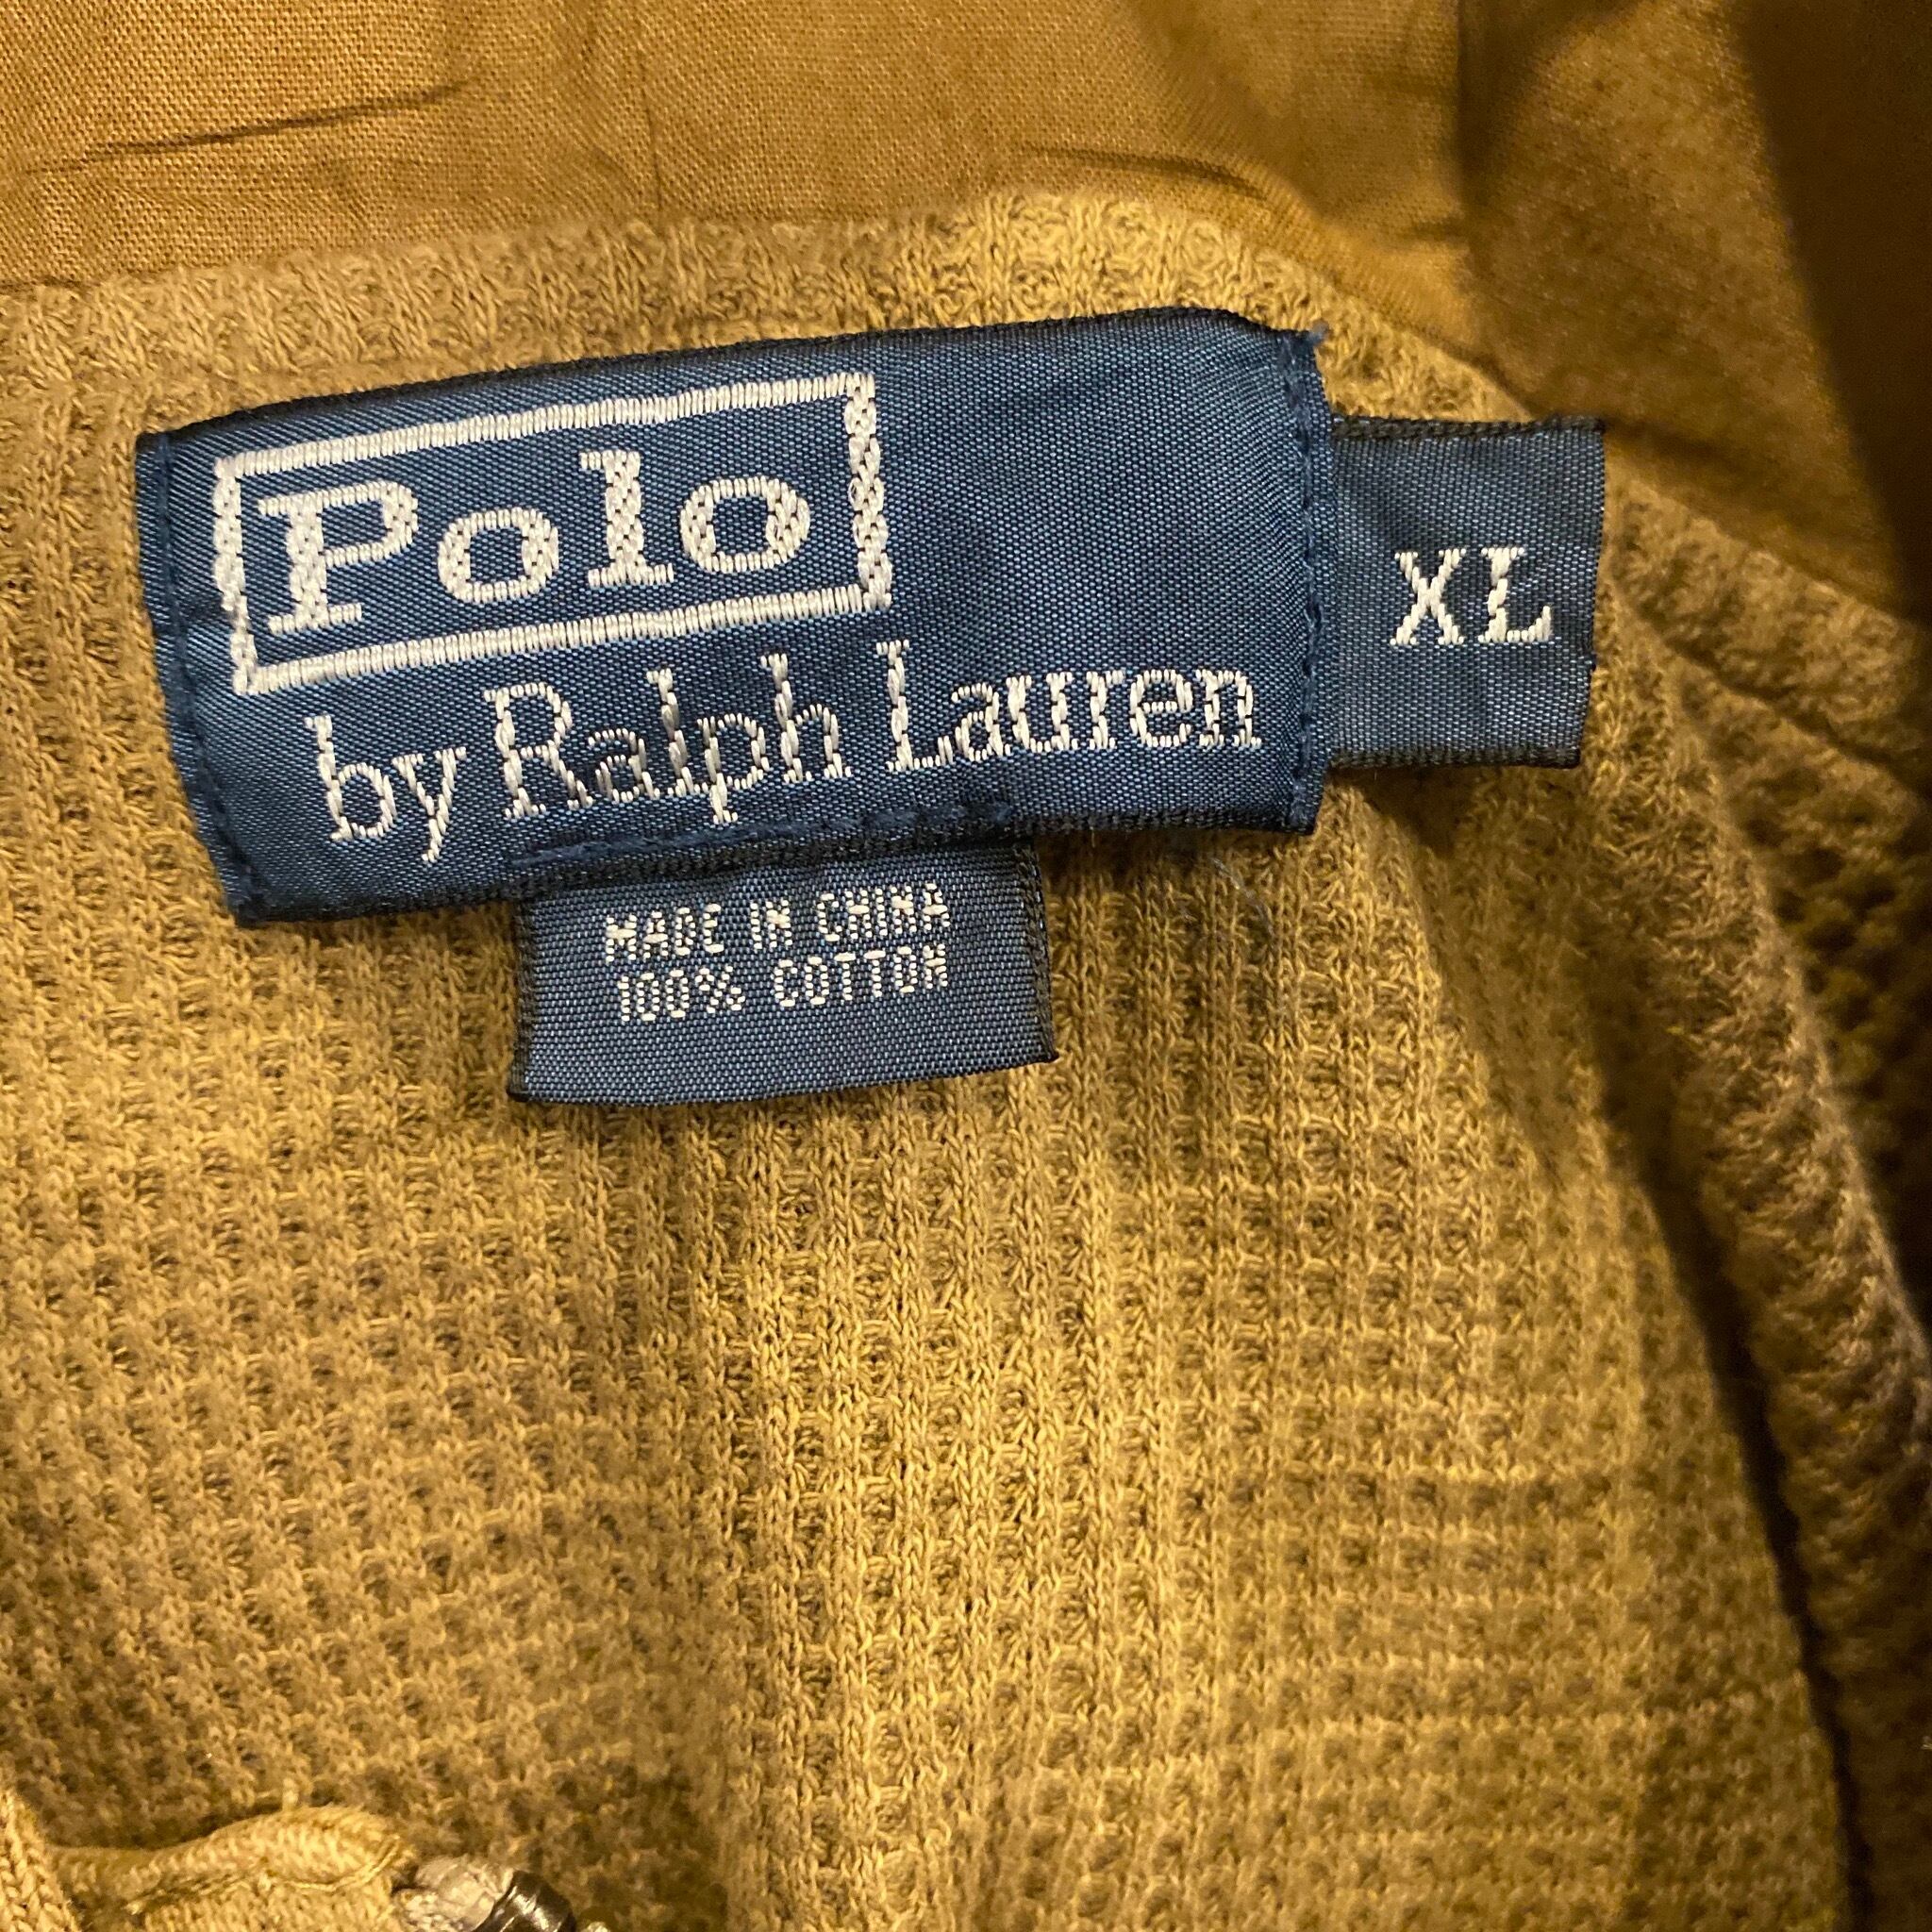 Polo
by Ralph Lauren
XL
MADE IN CHINA
100% COTTON